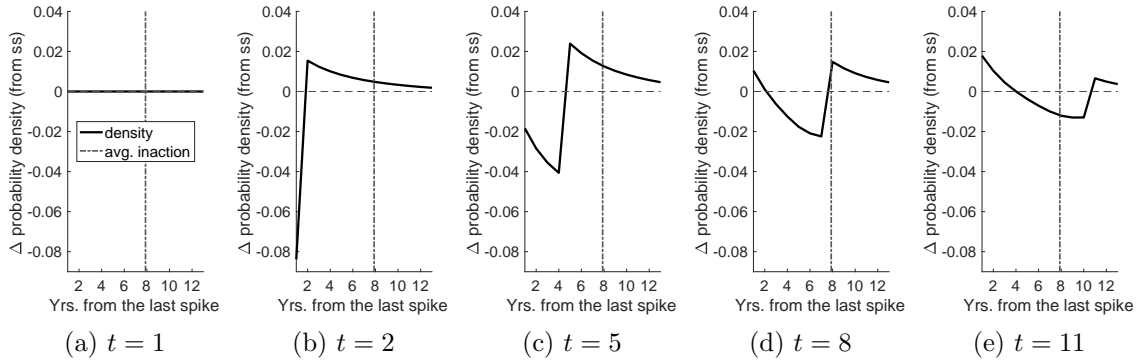 Δ probability density (from ss)
0.04
0.02
0
-0.02
-0.04
-0.06
-0.08
density
avg. inaction
2 4 6 8 10 12
Yrs. from the last spike
(a) t = 1
Δ probability density (from ss)
0.04
0.02
0
-0.02
-0.04
-0.06
-0.08
2 4 6 8 10 12
Yrs. from the last spike
(b) t = 2
Δ probability density (from ss)
0.04
0.02
0
-0.02
-0.04
-0.06
-0.08
2 4 6 8 10 12
Yrs. from the last spike
(c) t = 5
Δ probability density (from ss)
0.04
0.02
0
-0.02
-0.04
-0.06
-0.08
2 4 6 8 10 12
Yrs. from the last spike
(d) t = 8
Δ probability density (from ss)
0.04
0.02
0
-0.02
-0.04
-0.06
-0.08
2 4 6 8 10 12
Yrs. from the last spike
(e) t = 11